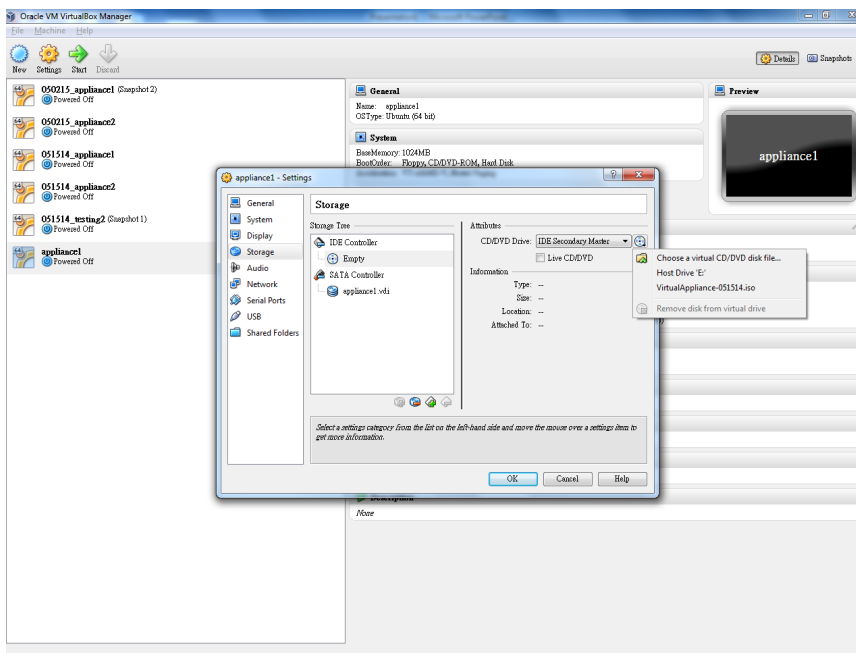 Oracle VM VirtualBox Manager
File Machine Help
New Settings Start Discard
Details Snapshots
050215_appliance1 (Snapshot 2)
Powered Off
050215_appliance2
Powered Off
051514_appliance1
Powered Off
051514_appliance2
Powered Off
051514_testing2 (Snapshot 1)
Powered Off
appliance1
Powered Off
General
Name: appliance1
OSType: Ubuntu (64 bit)
System
BaseMemory: 1024MB
BootOrder: Floppy, CD/DVD-ROM, Hard Disk
Preview
appliance1
appliance1 - Settings
General
System
Display
Storage
Audio
Network
Serial Ports
USB
Shared Folders
Storage
Storage Tree
IDE Controller
Empty
SATA Controller
appliance1.vdi
Attributes
CD/DVD Drive: IDE Secondary Master
Live CD/DVD
Information
Type: --
Size: --
Location: --
Attached To: --
Choose a virtual CD/DVD disk file...
Host Drive 'E:'
VirtualAppliance-051514.iso
Remove disk from virtual drive
Select a settings category from the list on the left-hand side and move the mouse over a settings item to
get more information.
OK Cancel Help
Description
None